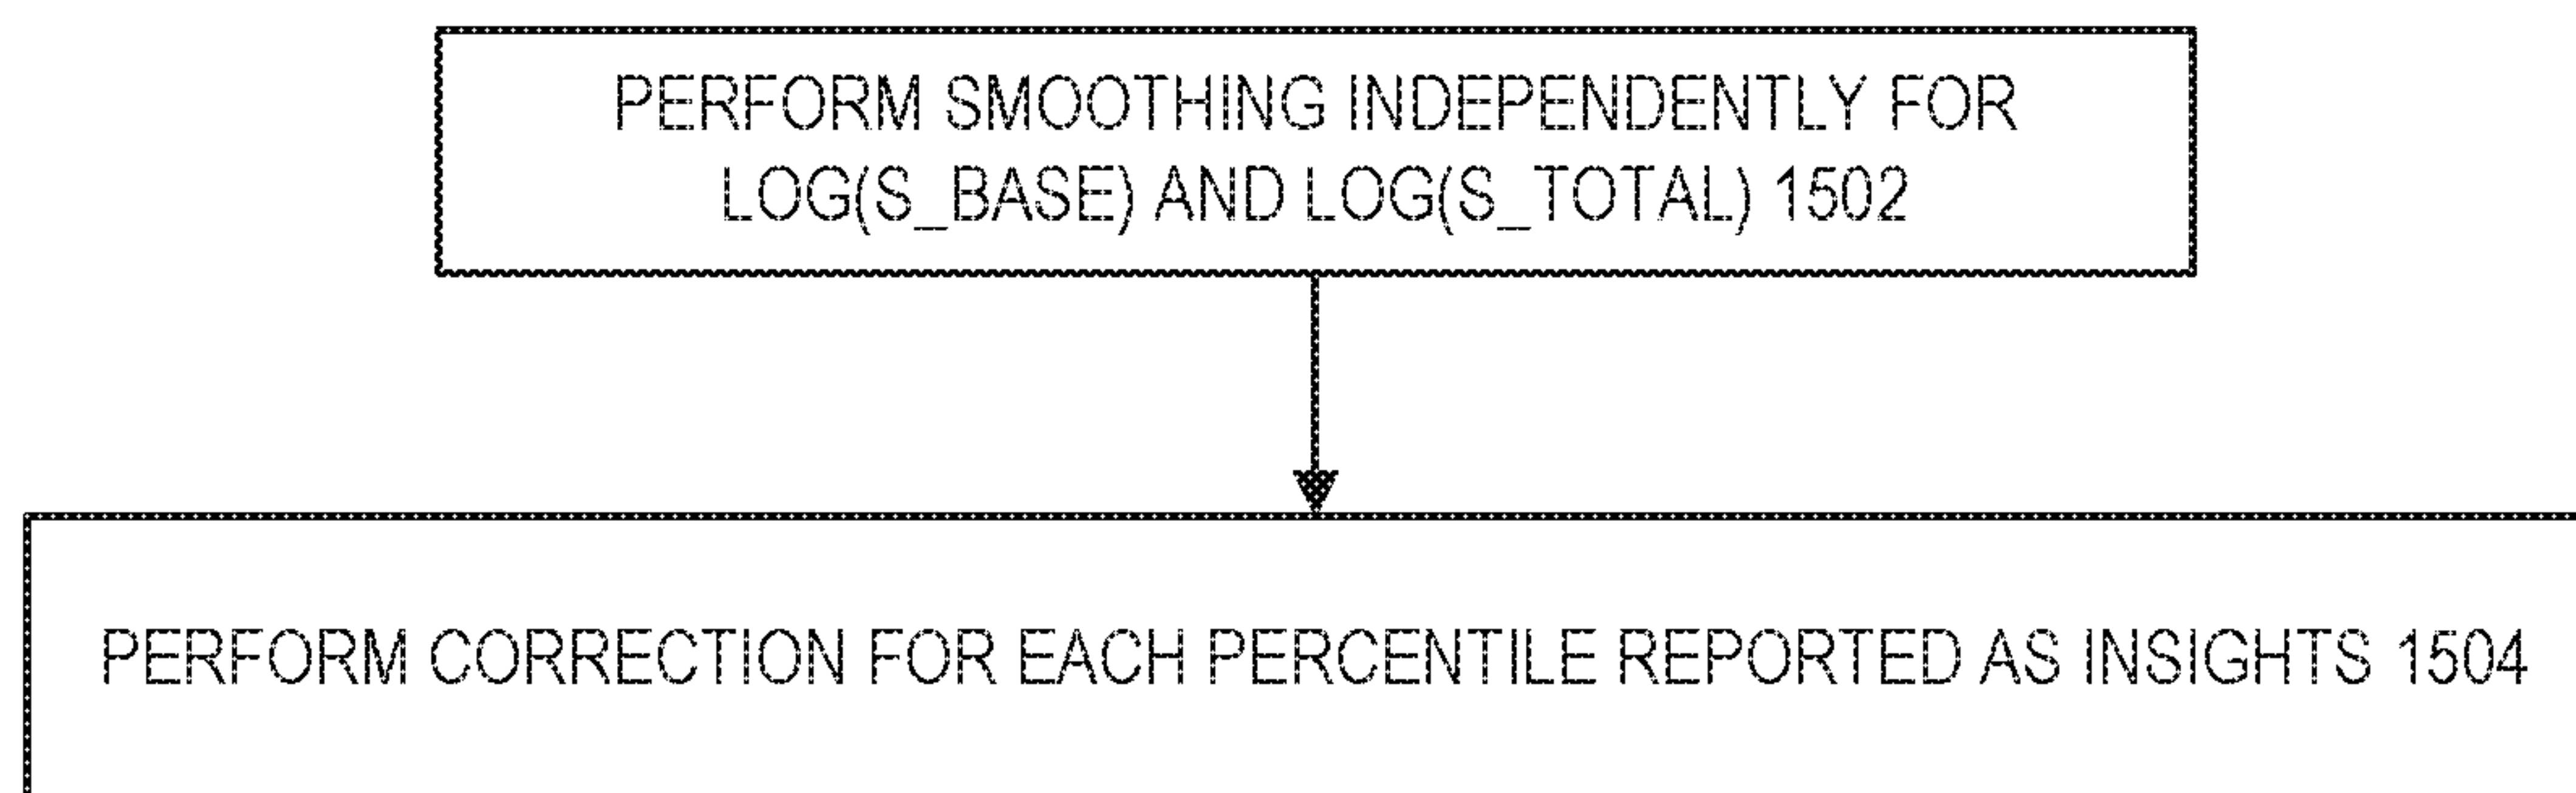 PERFORM SMOOTHING INDEPENDENTLY FOR
LOG(S_BASE) AND LOG(S_TOTAL) 1502
PERFORM CORRECTION FOR EACH PERCENTILE REPORTED AS INSIGHTS 1504